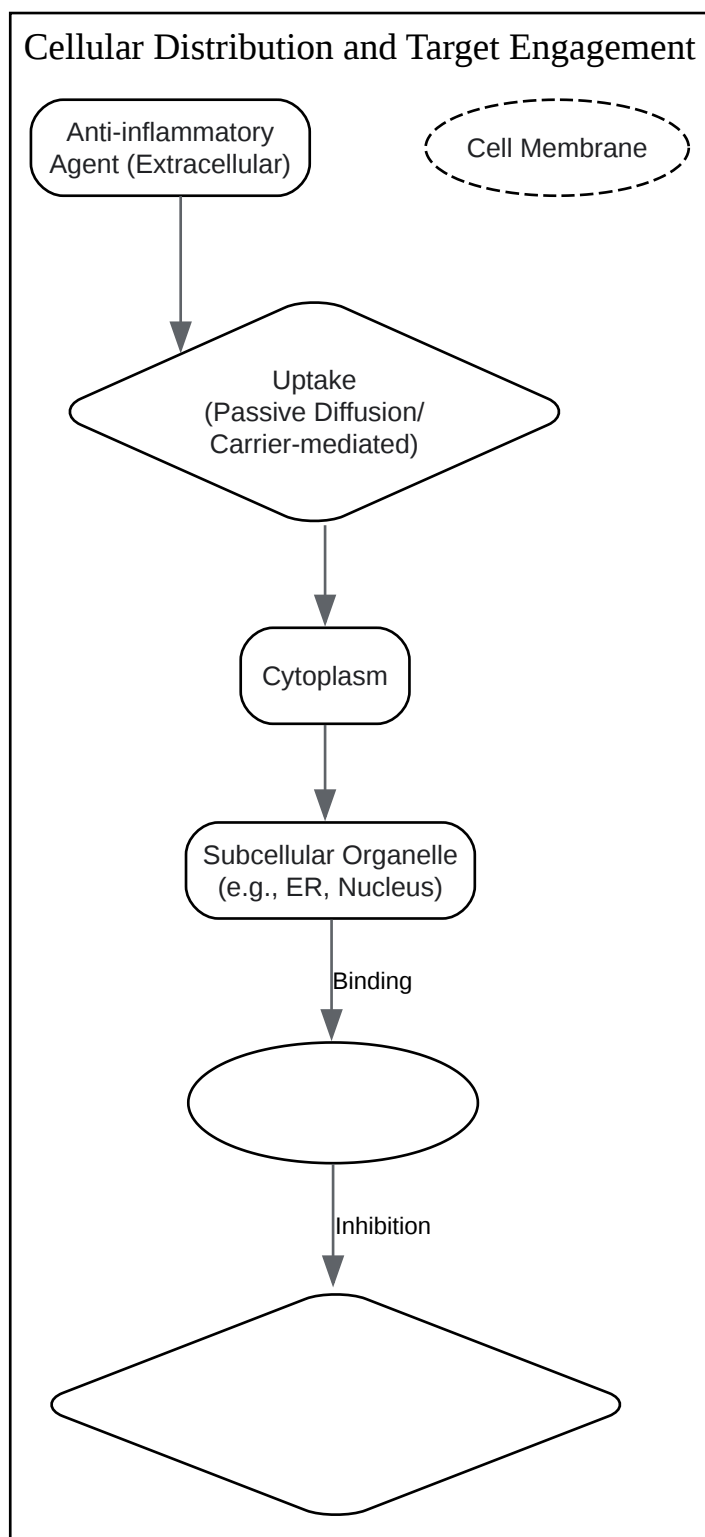 Cellular Distribution and Target Engagement
Anti-inflammatory
Agent (Extracellular)
Cell Membrane
Uptake
(Passive Diffusion/
Carrier-mediated)
Cytoplasm
Subcellular Organelle
(e.g., ER, Nucleus)
Binding
Inhibition